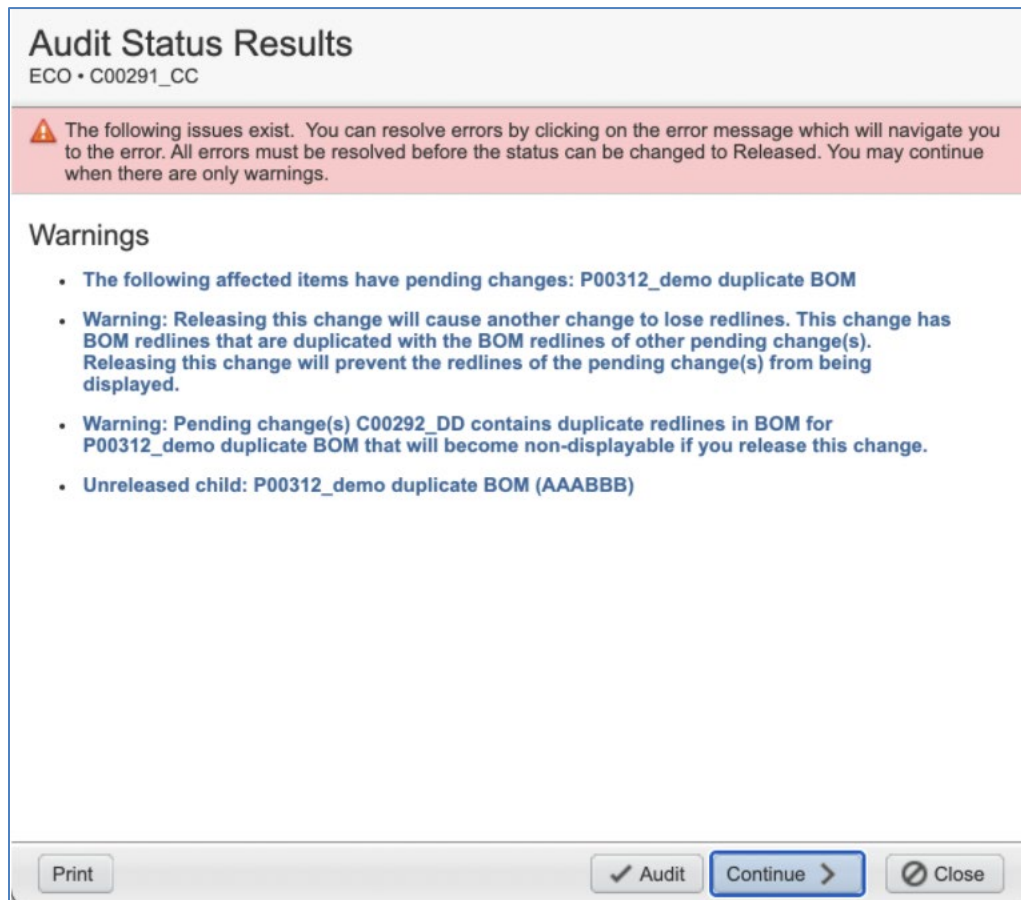 Audit Status Results
ECO • C00291_CC
The following issues exist.  You can resolve errors by clicking on the error message which will navigate you
to the error. All errors must be resolved before the status can be changed to Released. You may continue
when there are only warnings.
Warnings
• The following affected items have pending changes: P00312_demo duplicate BOM
• Warning: Releasing this change will cause another change to lose redlines. This change has
BOM redlines that are duplicated with the BOM redlines of other pending change(s).
Releasing this change will prevent the redlines of the pending change(s) from being
displayed.
• Warning: Pending change(s) C00292_DD contains duplicate redlines in BOM for
P00312_demo duplicate BOM that will become non-displayable if you release this change.
• Unreleased child: P00312_demo duplicate BOM (AAABBB)
Print Audit Continue Close